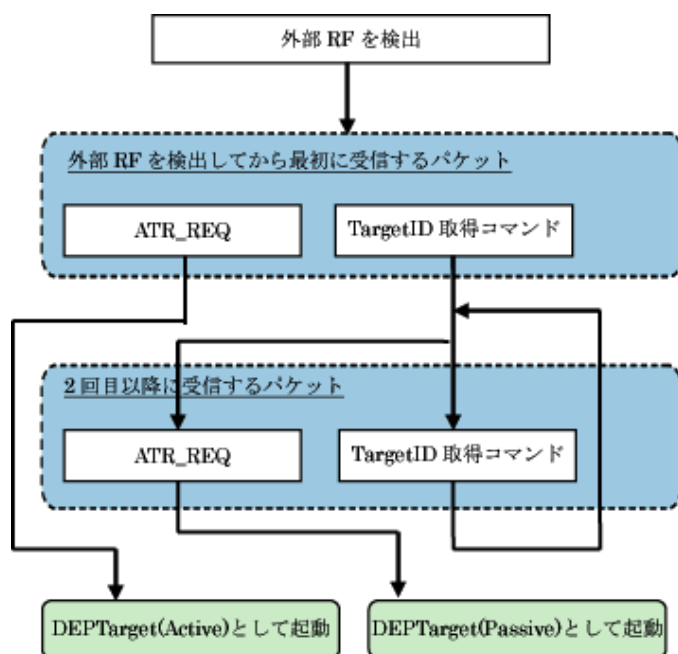 外部 RF を検出
外部 RF を検出してから最初に受信するパケット
ATR_REQ
TargetID 取得コマンド
2 回目以降に受信するパケット
ATR_REQ
TargetID 取得コマンド
DEPTarget(Active)として起動
DEPTarget(Passive)として起動